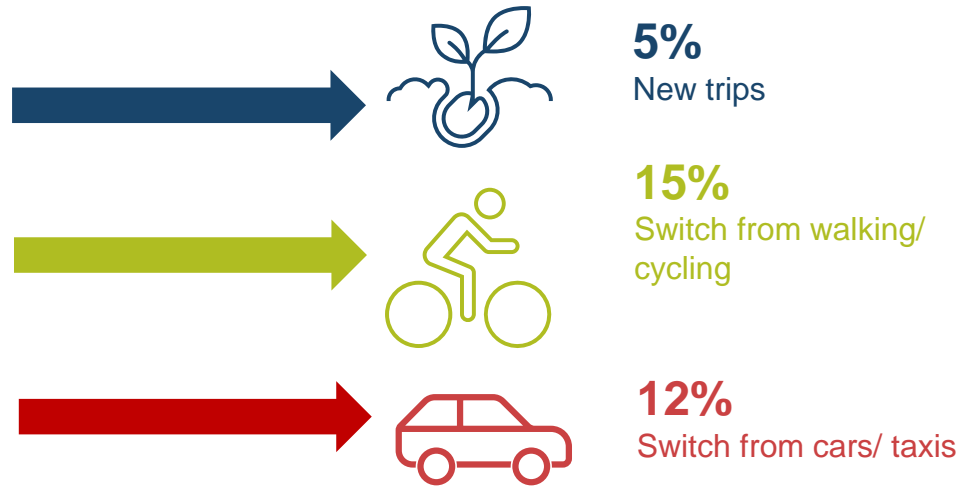 5%
New trips
15%
Switch from walking/
cycling
12%
Switch from cars/ taxis